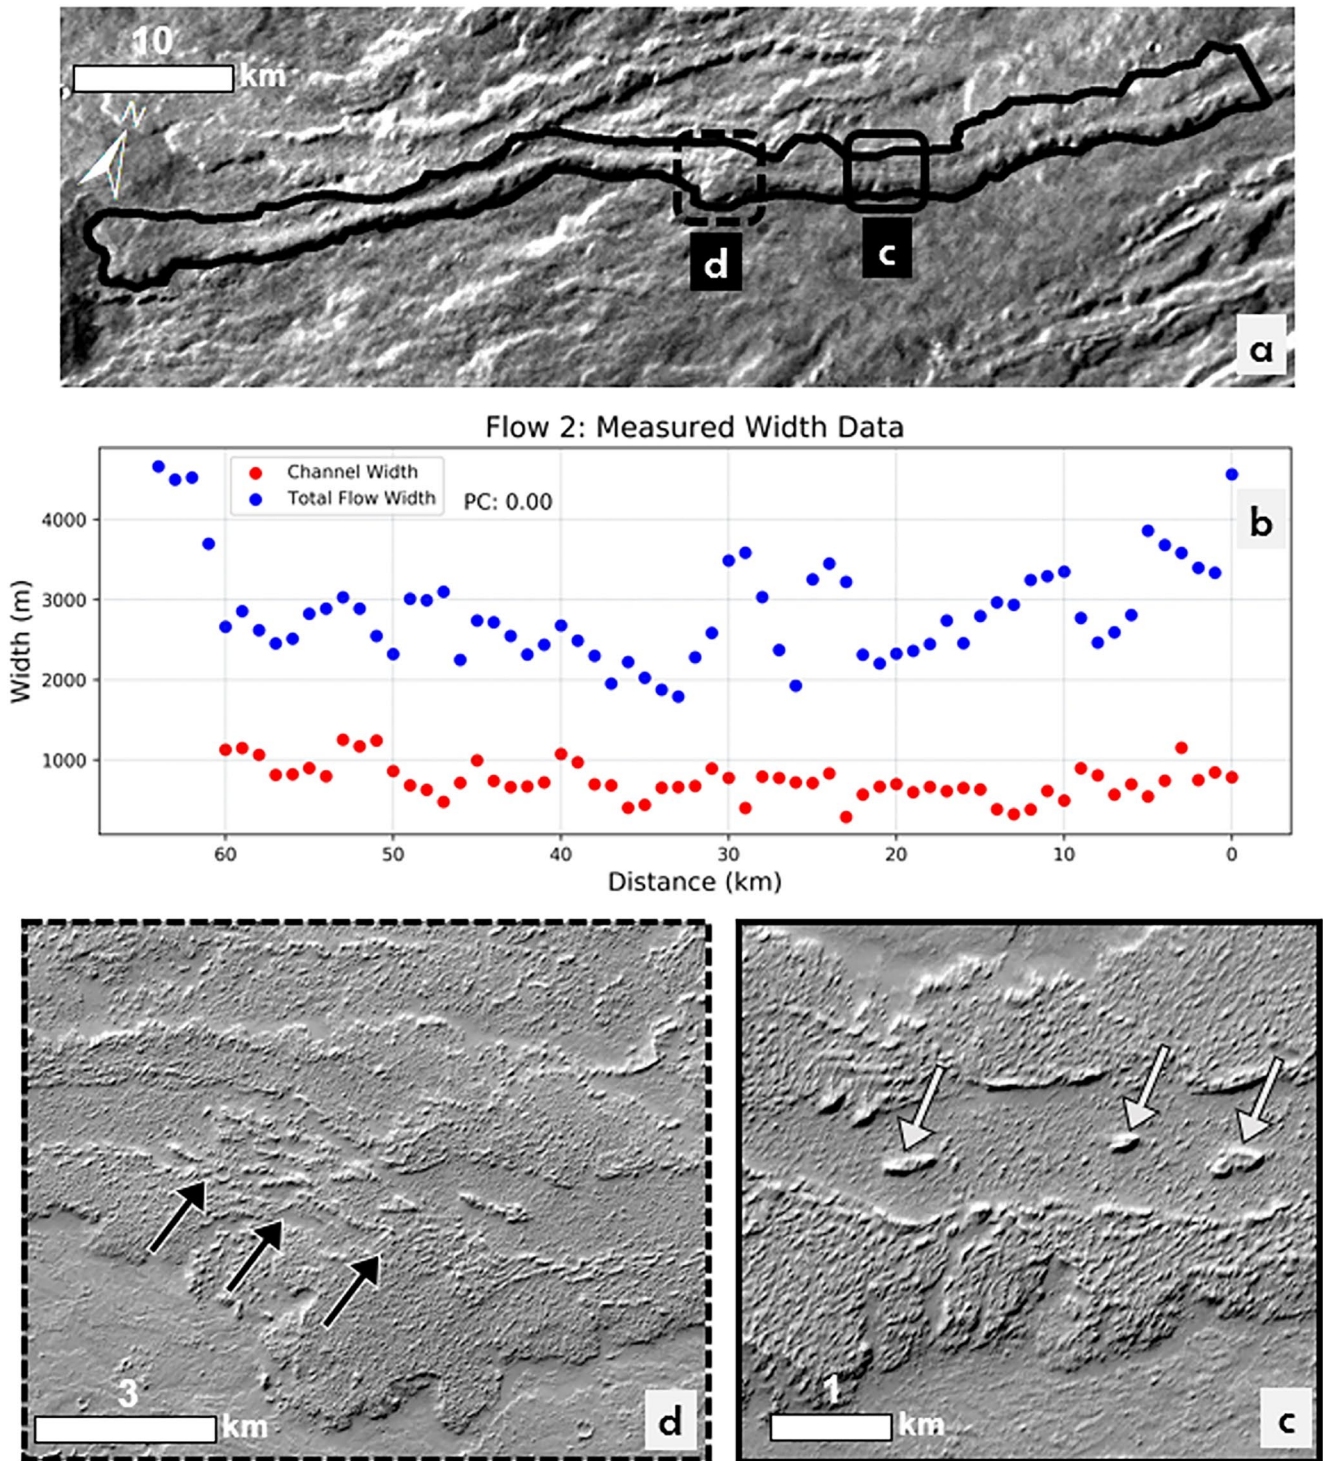 10
km
N
d
c
a
Flow 2: Measured Width Data
Channel Width
Total Flow Width
PC: 0.00
b
4000
3000
2000
1000
Width (m)
60 50 40 30 20 10 0
Distance (km)
3
km
d
1
km
c